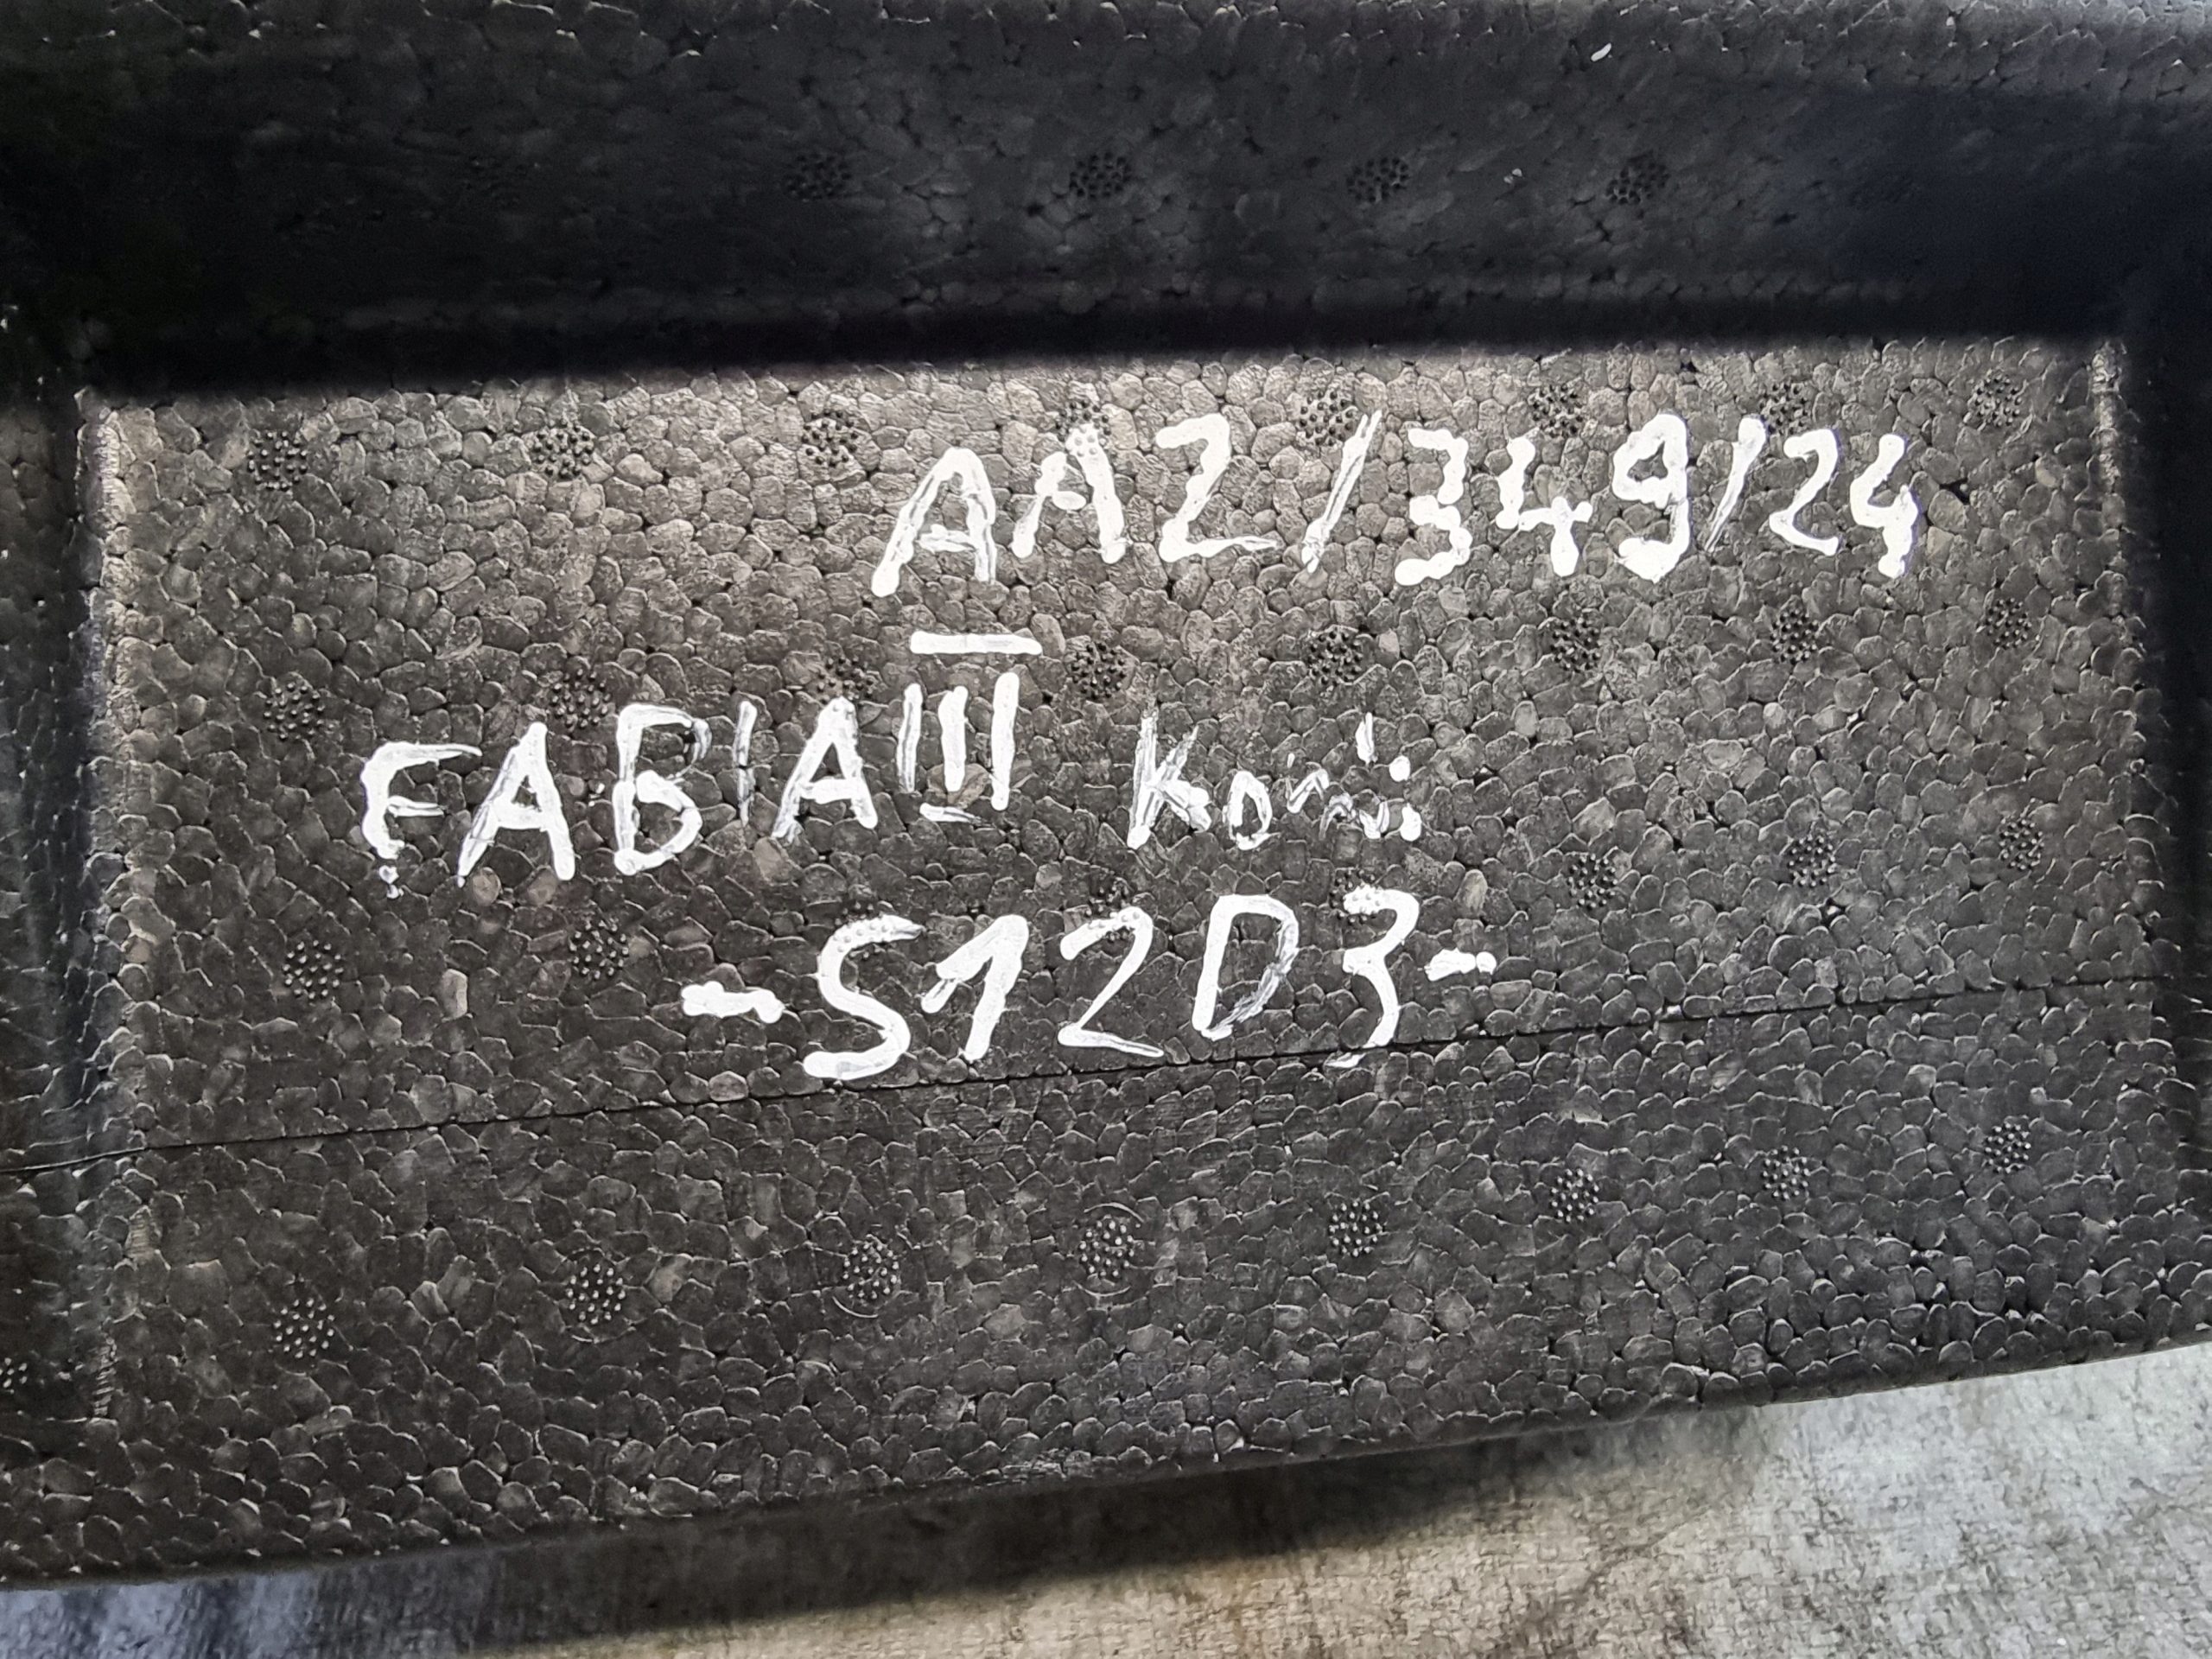 AAZ/349/24
FABIA III Kombi
-S12D3-